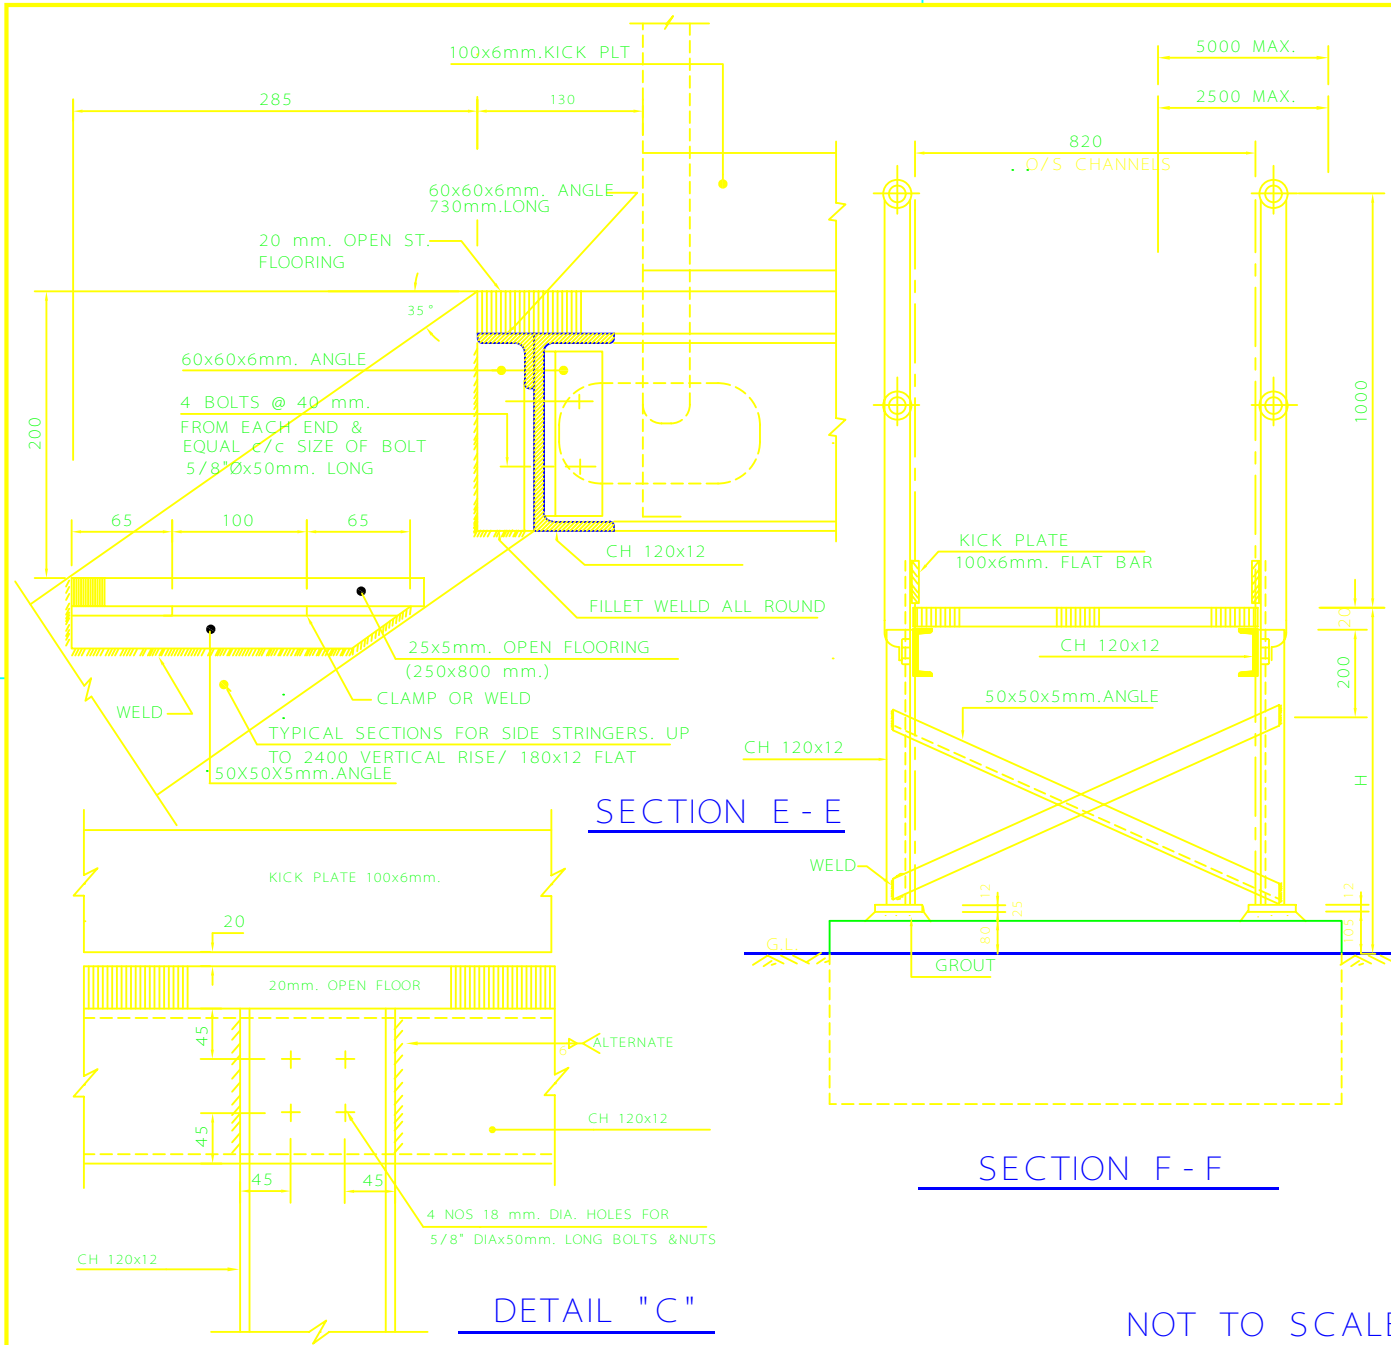 100x6mm.KICK PLT
285
130
60x60x6mm. ANGLE
730mm.LONG
20 mm. OPEN ST.
FLOORING
35°
60x60x6mm. ANGLE
4 BOLTS @ 40 mm.
FROM EACH END &
EQUAL c/c SIZE OF BOLT
5/8"Øx50mm. LONG
200
65
100
65
CH 120x12
FILLET WELLD ALL ROUND
25x5mm. OPEN FLOORING
(250x800 mm.)
CLAMP OR WELD
WELD
TYPICAL SECTIONS FOR SIDE STRINGERS. UP
TO 2400 VERTICAL RISE/ 180x12 FLAT
50X50X5mm.ANGLE
SECTION E-E
5000 MAX.
2500 MAX.
820
O/S CHANNELS
1000
KICK PLATE
100x6mm. FLAT BAR
20
CH 120x12
200
50x50x5mm.ANGLE
CH 120x12
H
WELD
12
25
80
12
105
G.L.
GROUT
SECTION F-F
KICK PLATE 100x6mm.
20
20mm. OPEN FLOOR
45
ALTERNATE
45
CH 120x12
45
45
4 NOS 18 mm. DIA. HOLES FOR
5/8" DIAx50mm. LONG BOLTS &NUTS
CH 120x12
DETAIL "C"
NOT TO SCALE